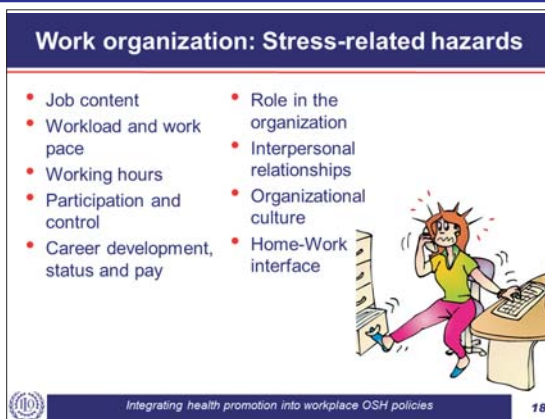 Work organization: Stress-related hazards
• Job content
• Workload and work
pace
• Working hours
• Participation and
control
• Career development,
status and pay
• Role in the
organization
• Interpersonal
relationships
• Organizational
culture
• Home-Work
interface
Integrating health promotion into workplace OSH policies
18